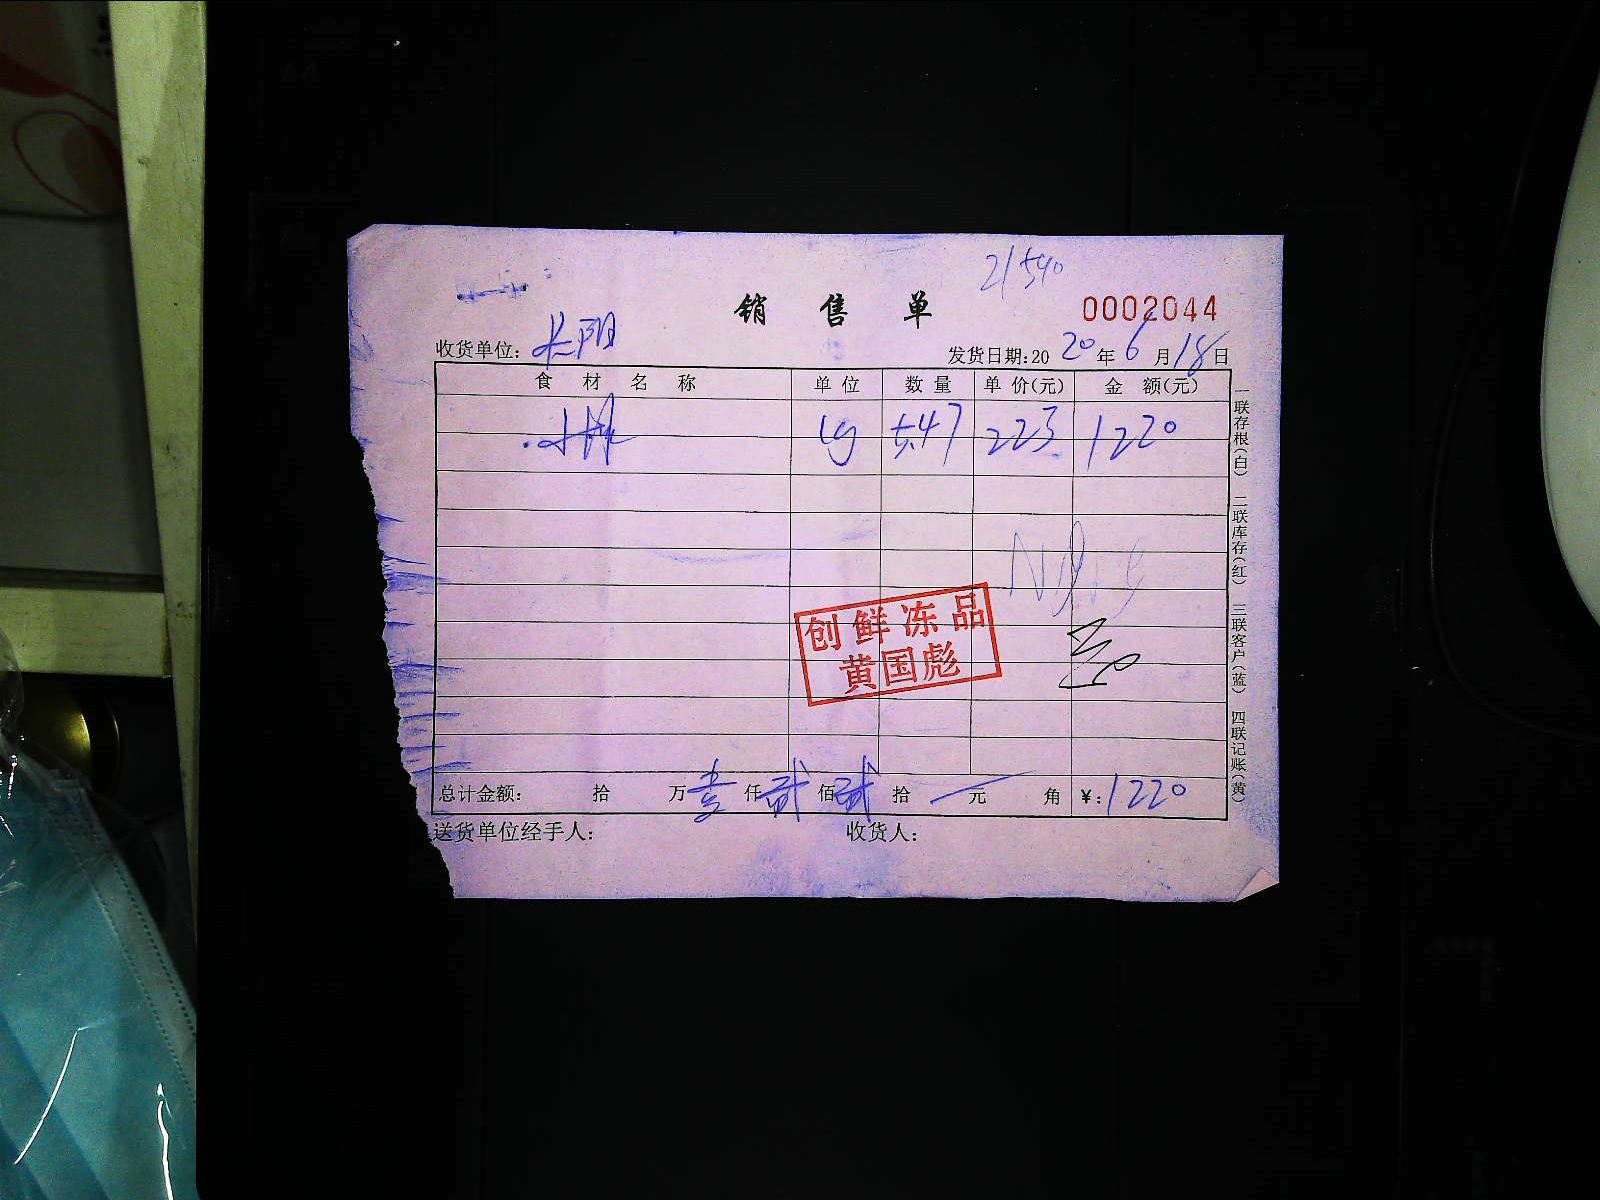 21590
销售单
0002044
收货单位: 长阳
发货日期:20 20 年 6 月 18 日
食材名称 单位 数量 单价(元) 金额(元)
kg 5.47 223 1220
创鲜冻品
黄国彪
总计金额: 拾 万 壹 仟 贰 佰 贰 拾 元 角 ¥: 1220
送货单位经手人: 收货人:
一联存根(白) 二联库存(红) 三联客户(蓝) 四联记账(黄)